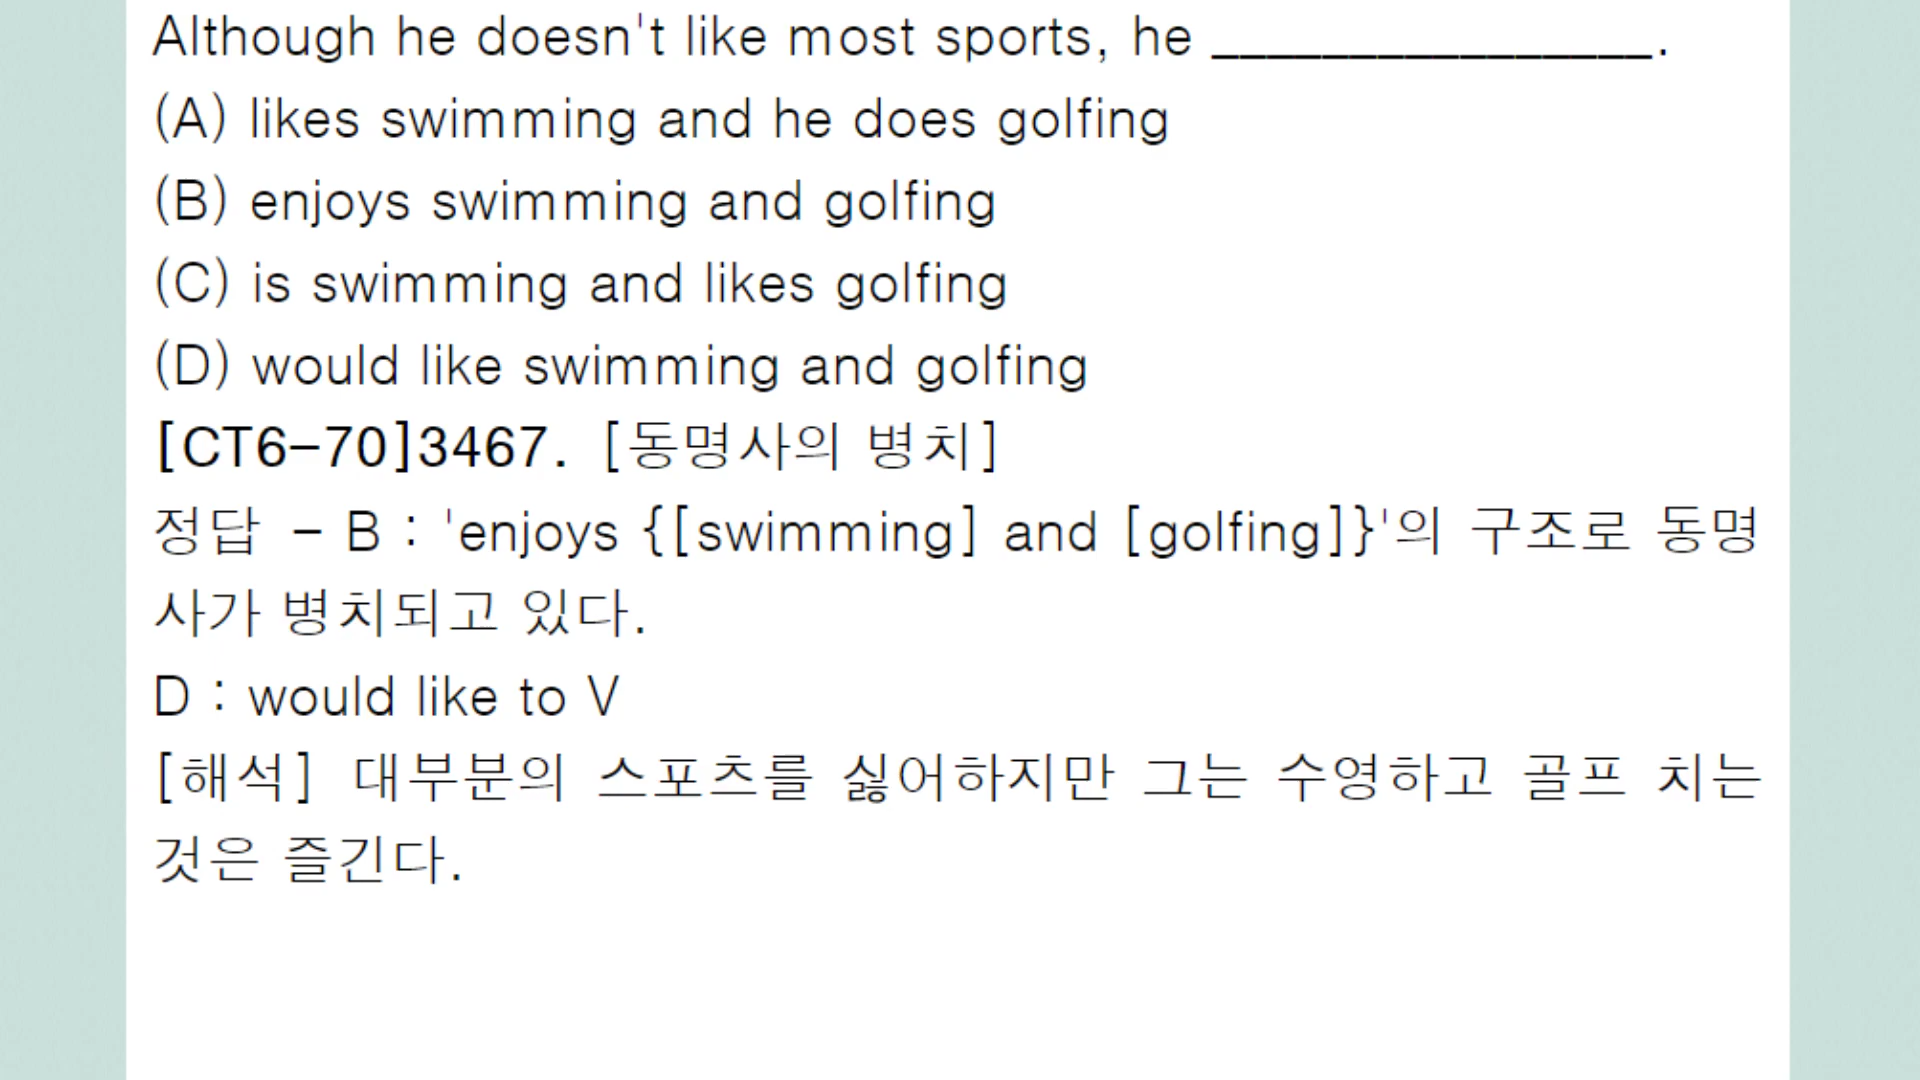 Although he doesn't like most sports, he ________________.
(A) likes swimming and he does golfing
(B) enjoys swimming and golfing
(C) is swimming and likes golfing
(D) would like swimming and golfing
[CT6-70]3467. [동명사의 병치]
정답 - B : 'enjoys {[swimming] and [golfing]}'의 구조로 동명
사가 병치되고 있다.
D : would like to V
[해석] 대부분의 스포츠를 싫어하지만 그는 수영하고 골프 치는
것은 즐긴다.